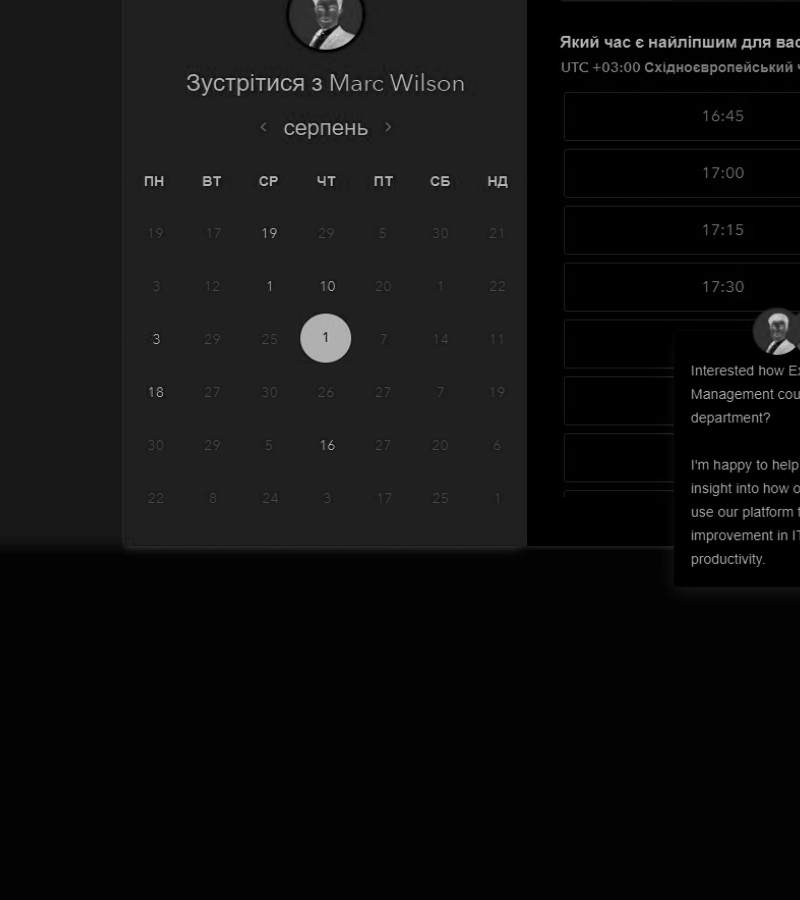 Зустрітися з Marc Wilson
серпень
ПН ВТ СР ЧТ ПТ СБ НД
19 17 19 29 5 30 21
3 12 1 10 20 1 22
3 29 25 1 7 14 11
18 27 30 26 27 7 19
30 29 5 16 27 20 6
22 8 24 3 17 25 1
Який час є найліпшим для вас
UTC +03:00 Східноєвропейський
16:45
17:00
17:15
17:30
Interested how
Management
department?
I'm happy to help
insight into how
use our platform
improvement in IT
productivity.